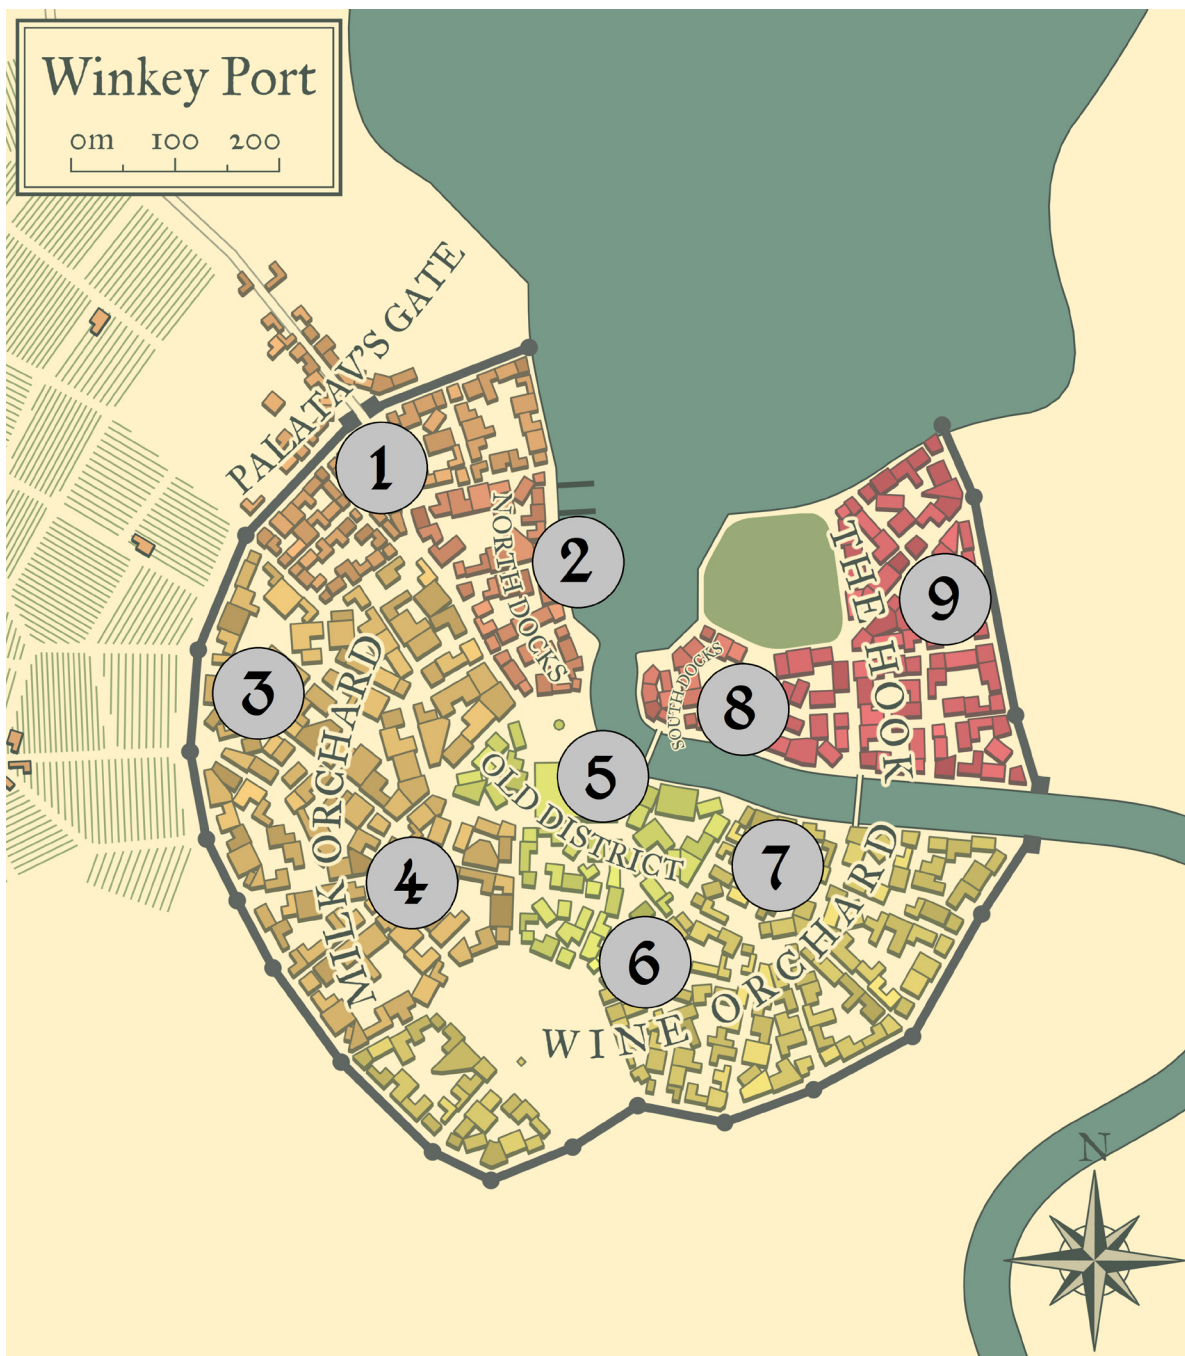 Winkey Port
0m 100 200
PALATAV'S GATE
1
NORTH DOCKS
2
THE HOOK
9
3
MILK ORCHARD
SOUTH DOCKS
8
5
OLD DISTRICT
4
7
6
WINE ORCHARD
N